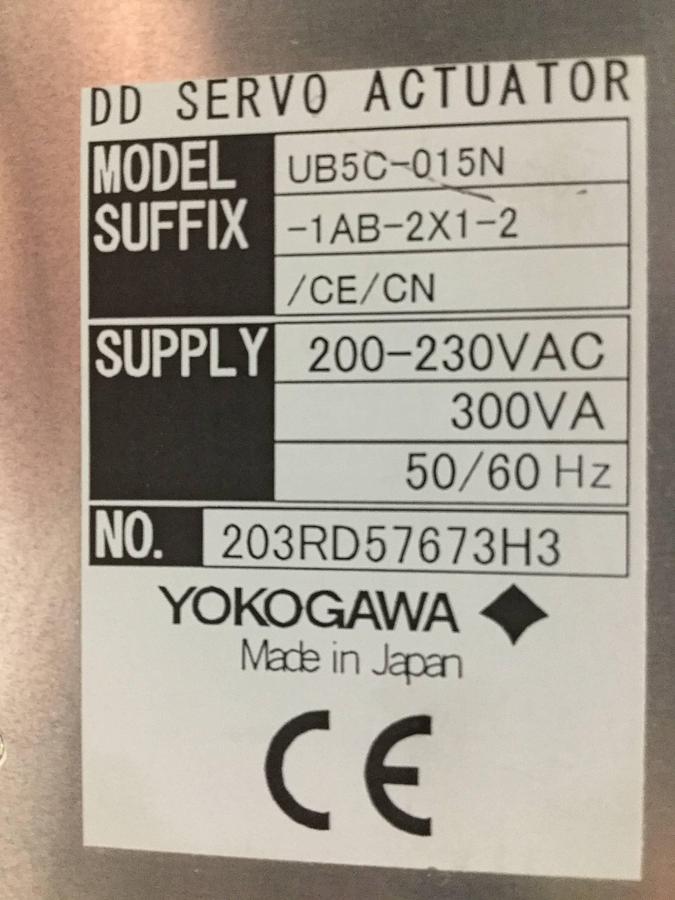 DD SERVO ACTUATOR
MODEL UB5C-015N
SUFFIX -1AB-2X1-2
/CE/CN
SUPPLY 200-230VAC
300VA
50/60 Hz
NO. 203RD57673H3
YOKOGAWA
Made in Japan
CE